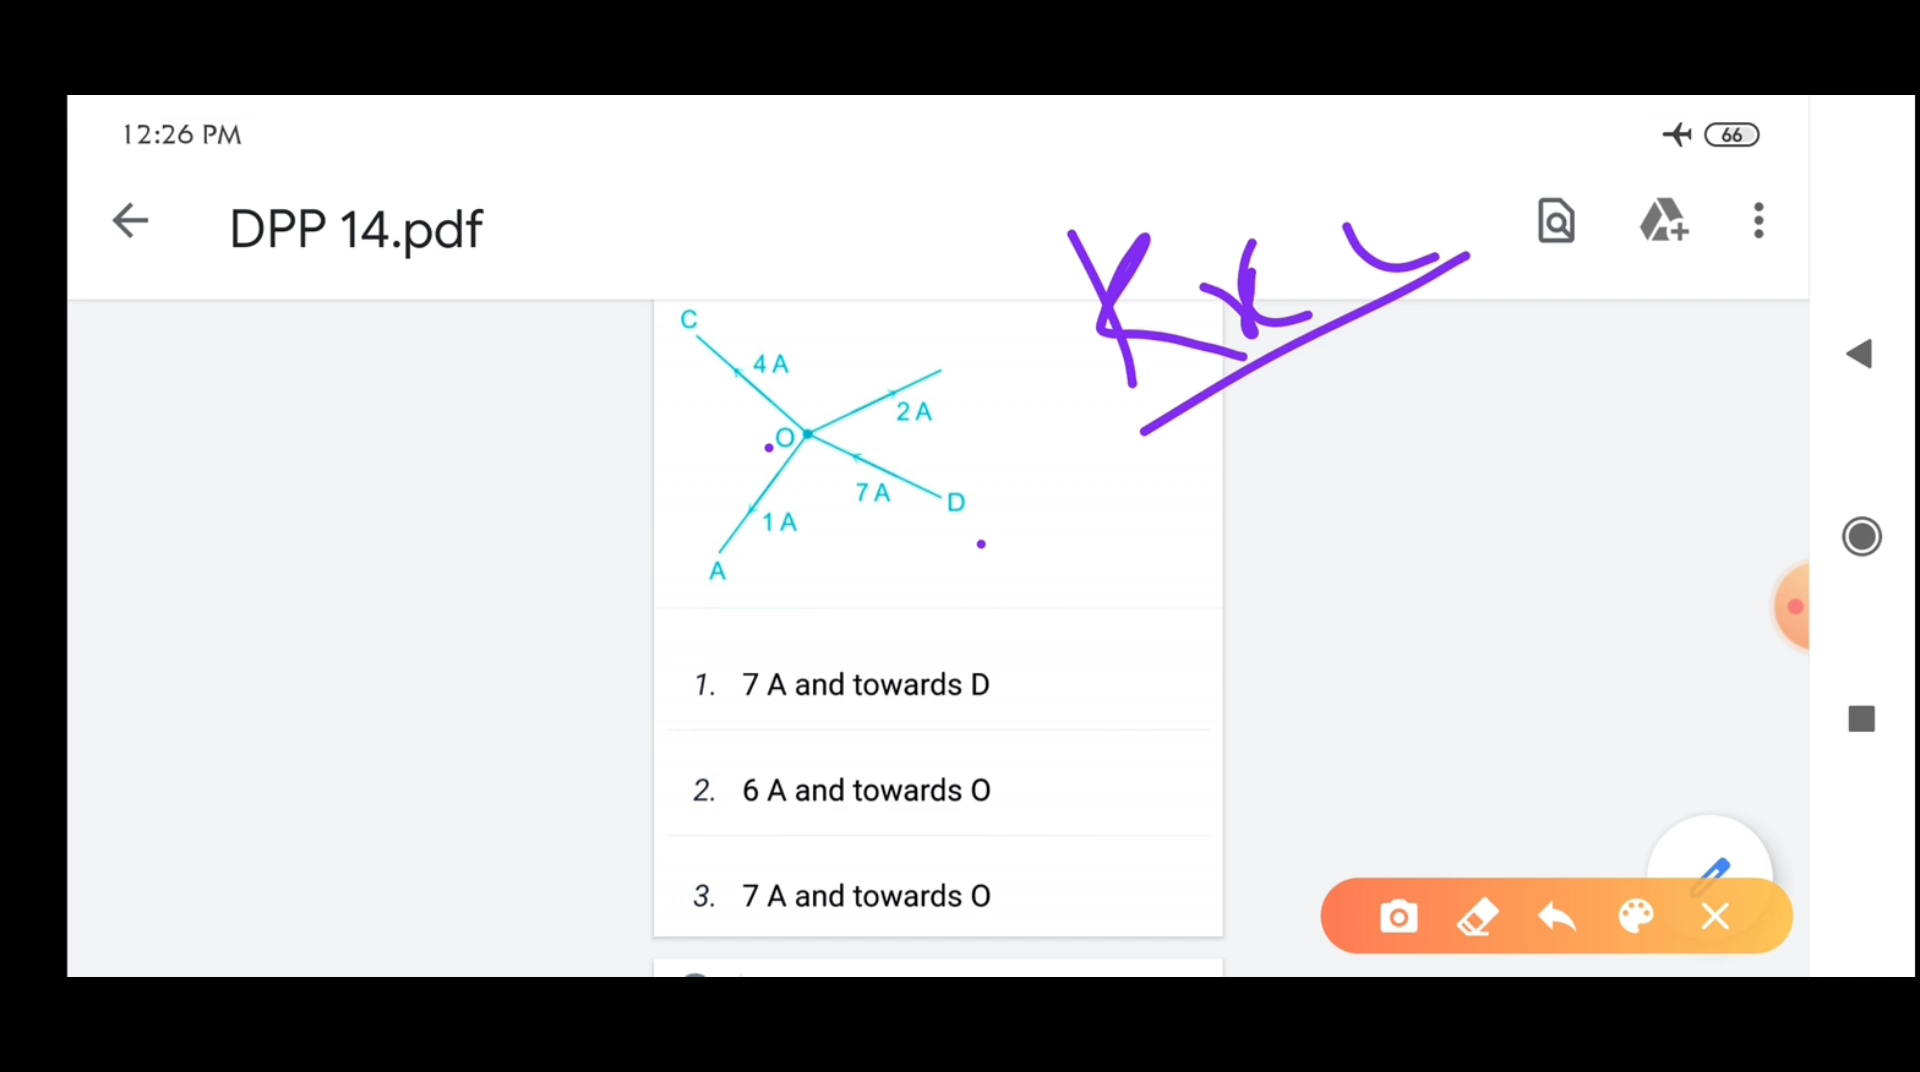 12:26 PM
66
DPP 14.pdf
KCL
C
4 A
2 A
O
7 A
D
1 A
A
1. 7 A and towards D
2. 6 A and towards O
3. 7 A and towards O